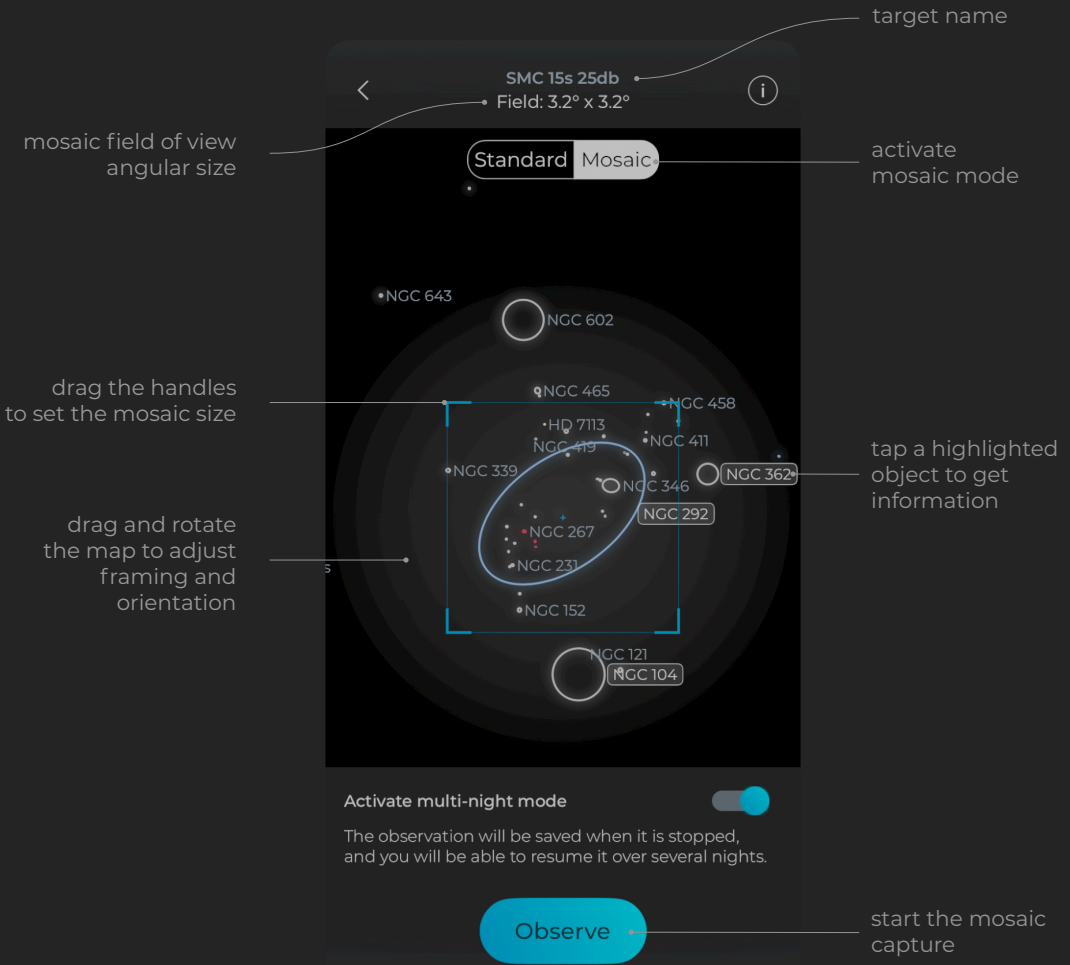 target name
SMC 15s 25db
Field: 3.2° x 3.2°
i
mosaic field of view
angular size
Standard
Mosaic
activate
mosaic mode
NGC 643
NGC 602
drag the handles
to set the mosaic size
NGC 465
NGC 458
HD 7113
NGC 419
NGC 411
NGC 339
NGC 362
NGC 346
tap a highlighted
object to get
information
NGC 292
drag and rotate
the map to adjust
framing and
orientation
NGC 267
NGC 231
s
NGC 152
NGC 121
NGC 104
Activate multi-night mode
The observation will be saved when it is stopped,
and you will be able to resume it over several nights.
Observe
start the mosaic
capture